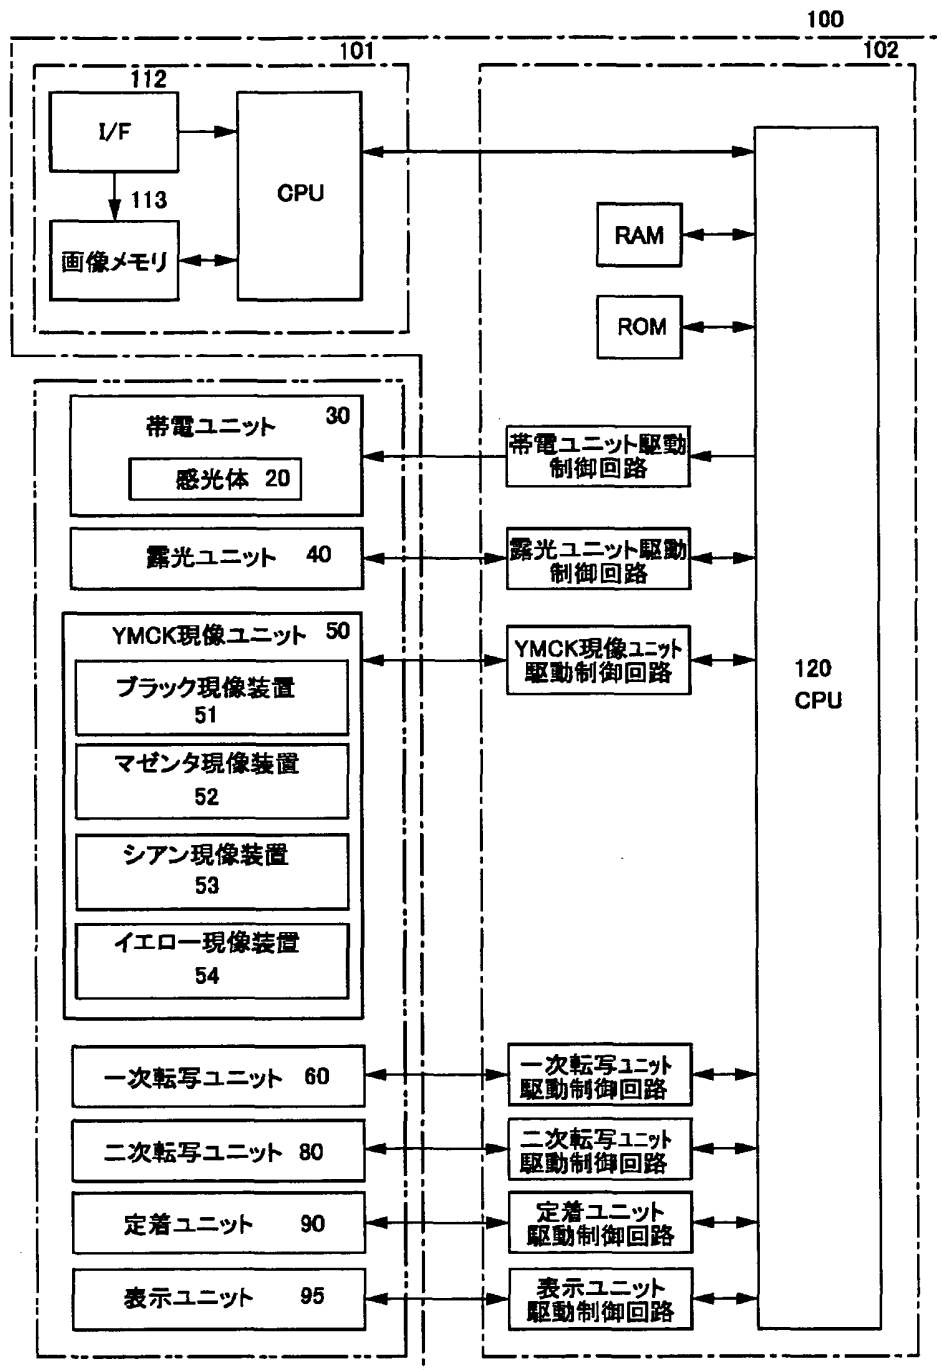 100
101
102
112
I/F
113
画像メモリ
CPU
RAM
ROM
帯電ユニット 30
感光体 20
帯電ユニット駆動
制御回路
露光ユニット 40
露光ユニット駆動
制御回路
YMCK現像ユニット 50
YMCK現像ユニット
駆動制御回路
ブラック現像装置
51
マゼンタ現像装置
52
シアン現像装置
53
イエロー現像装置
54
120
CPU
一次転写ユニット 60
一次転写ユニット
駆動制御回路
二次転写ユニット 80
二次転写ユニット
駆動制御回路
定着ユニット 90
定着ユニット
駆動制御回路
表示ユニット 95
表示ユニット
駆動制御回路